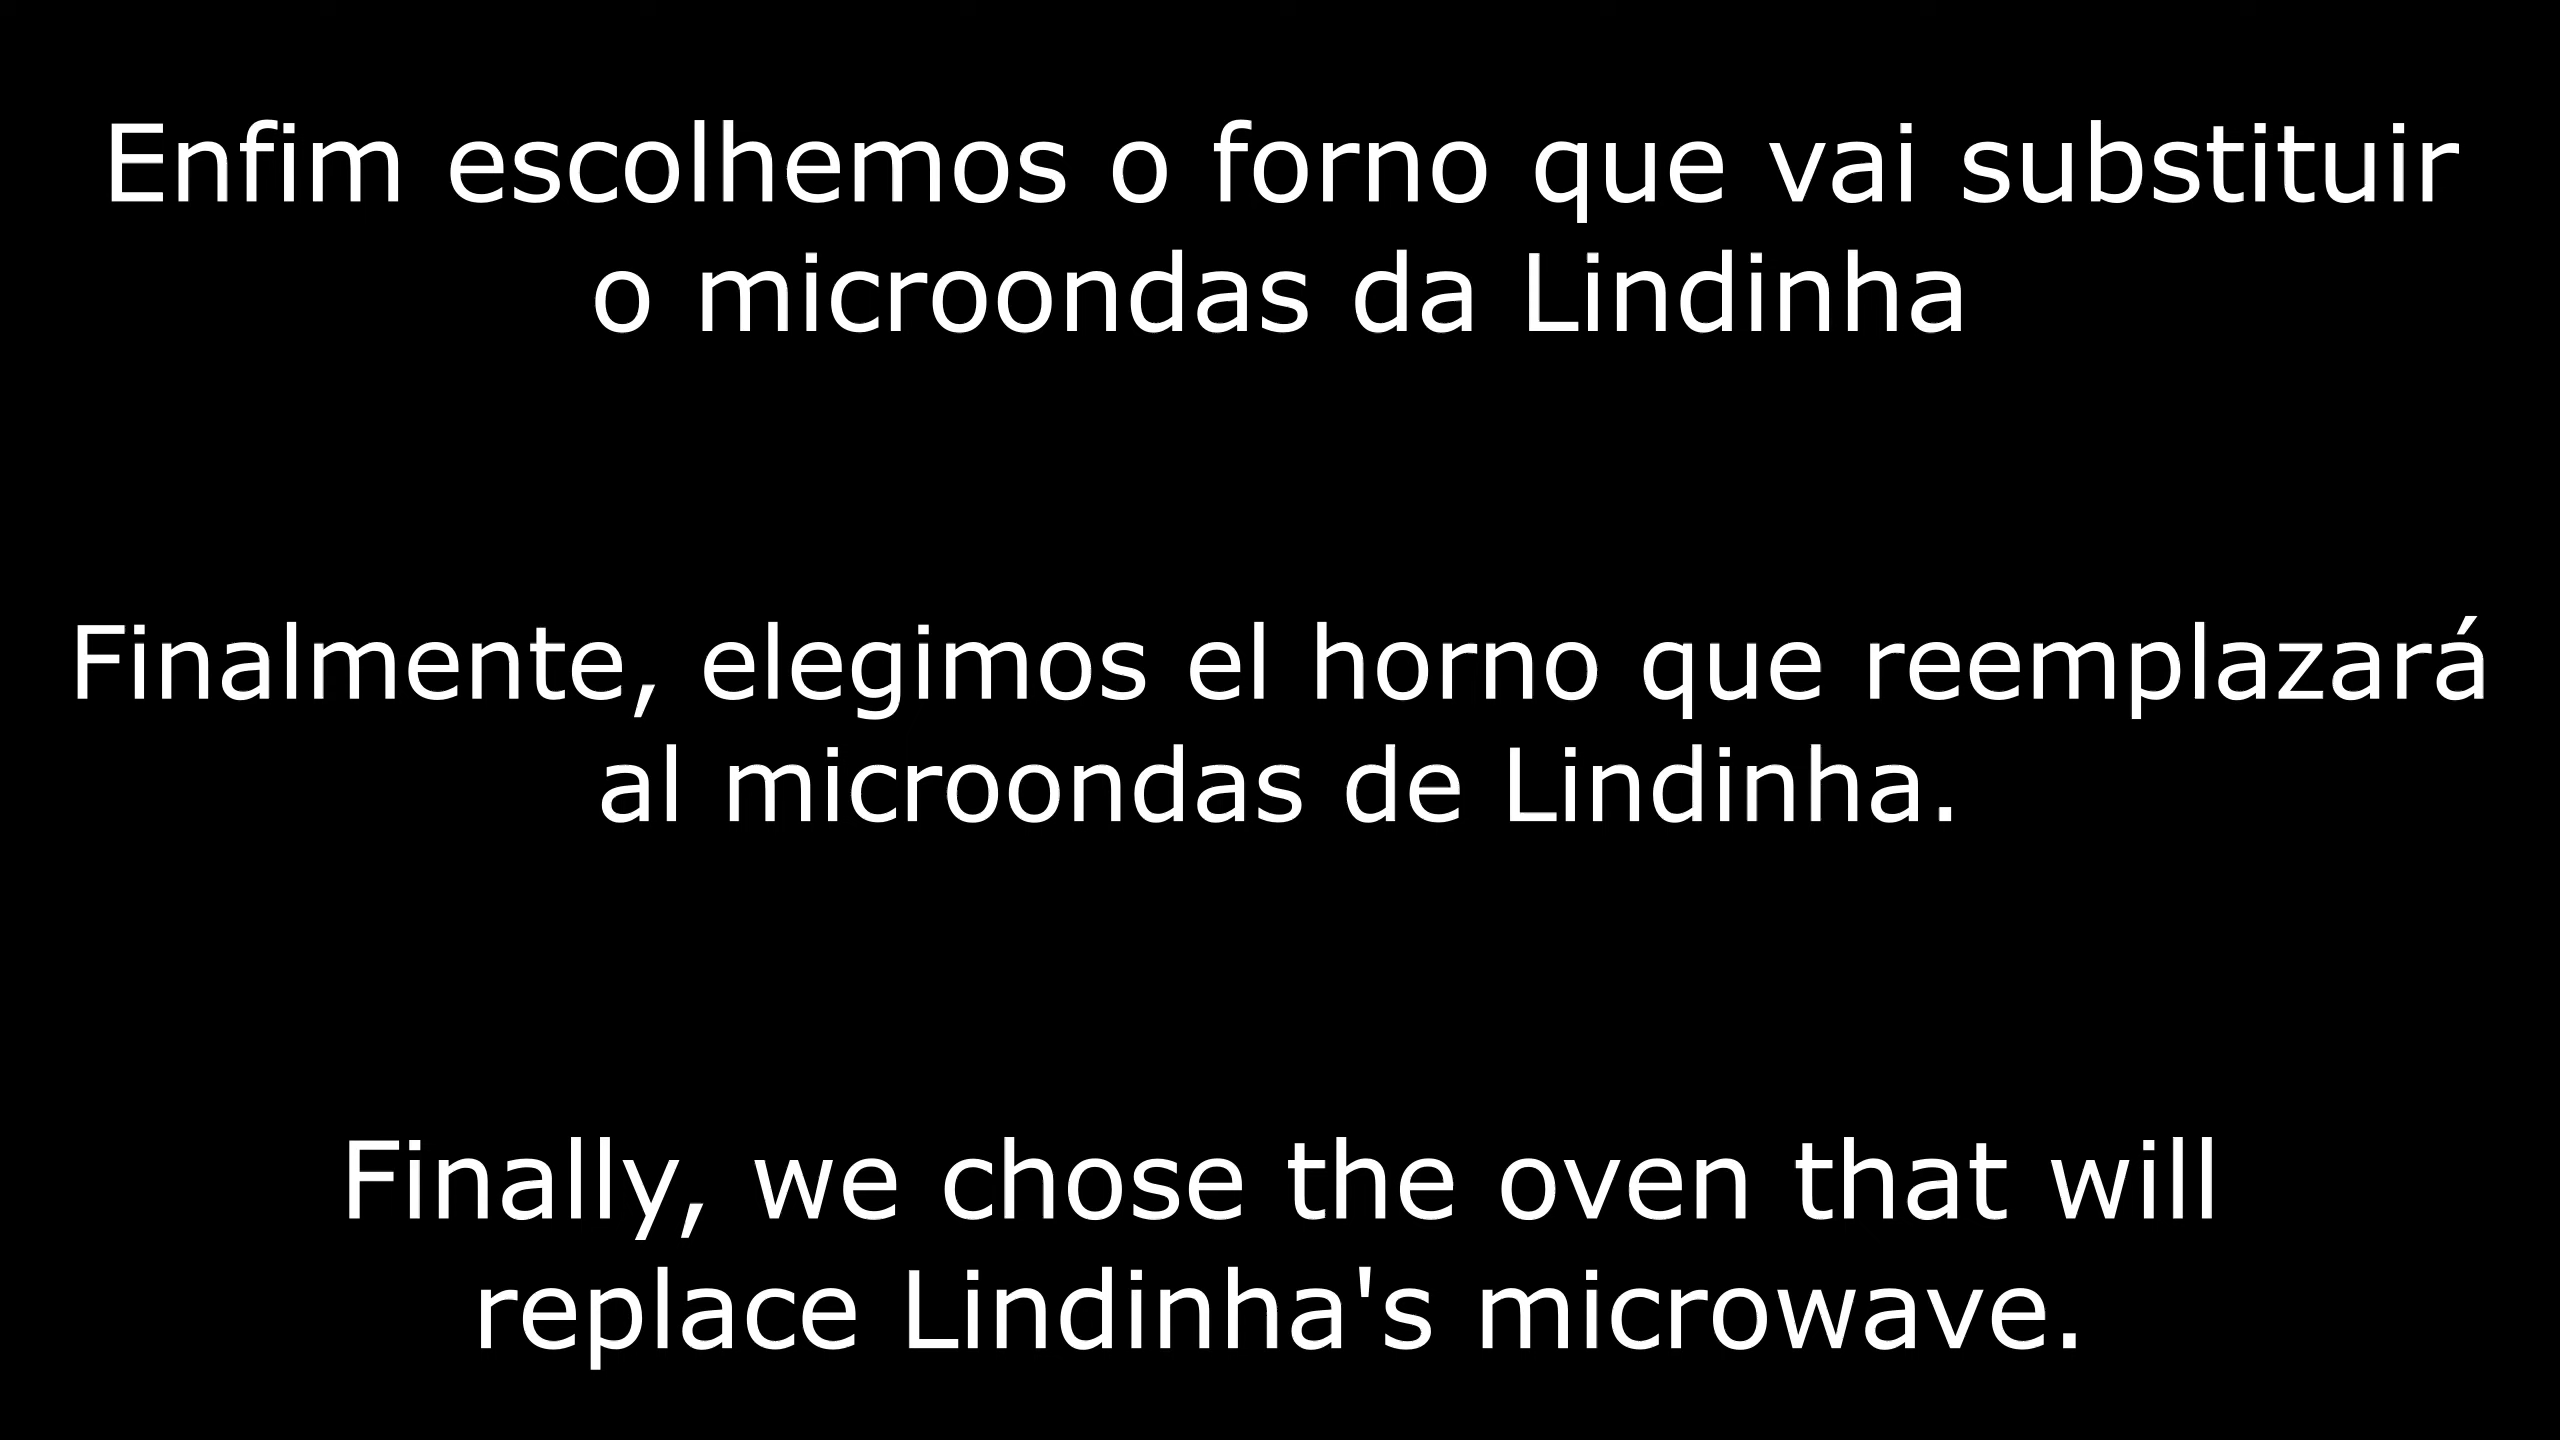 Enfim escolhemos o forno que vai substituir
o microondas da Lindinha
Finalmente, elegimos el horno que reemplazará
al microondas de Lindinha.
Finally, we chose the oven that will
replace Lindinha's microwave.